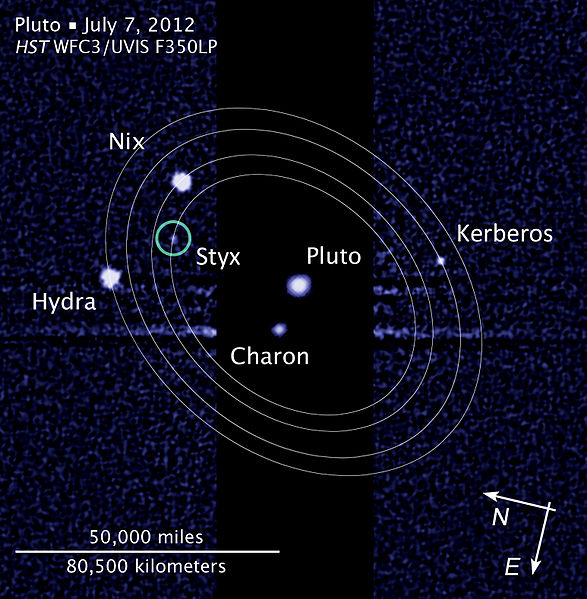 Pluto ▪ July 7, 2012
HST WFC3/UVIS F350LP
Nix
Kerberos
Styx
Pluto
Hydra
Charon
50,000 miles
80,500 kilometers
N
E